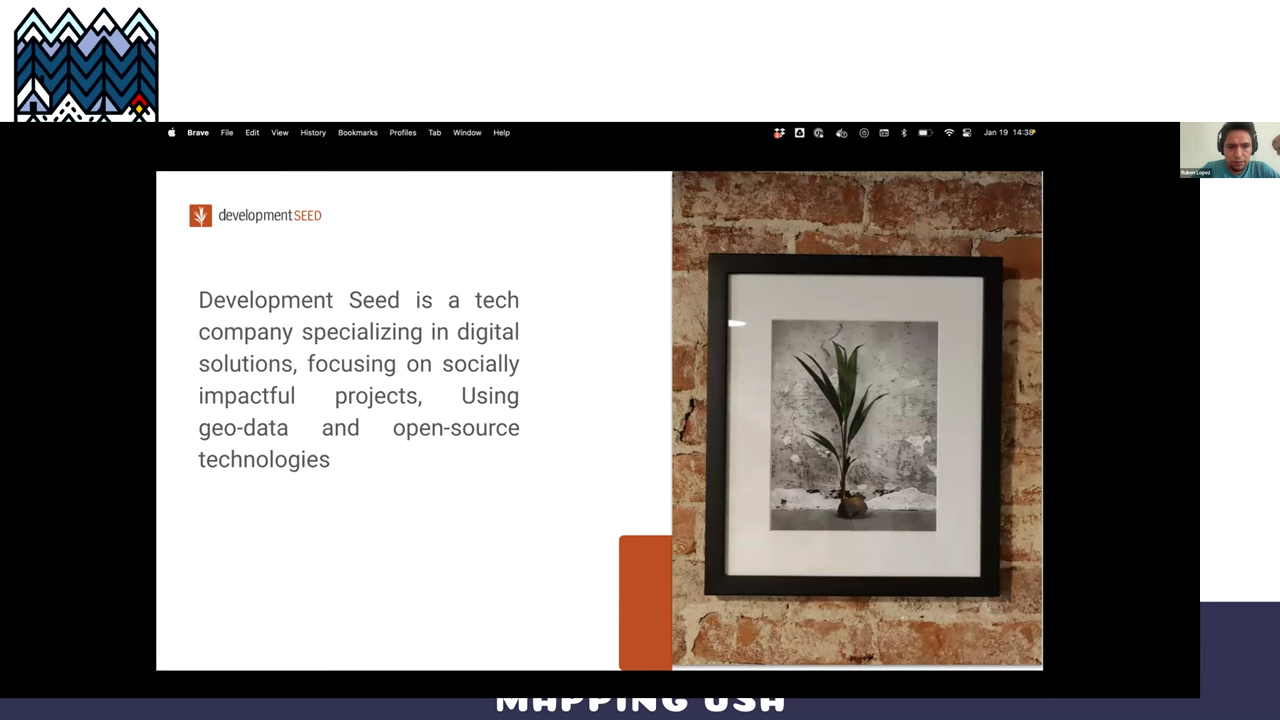 Brave File Edit View History Bookmarks Profiles Tab Window Help Jan 19 14:38
Ruben Lopez
developmentSEED
Development Seed is a tech
company specializing in digital
solutions, focusing on socially
impactful projects, Using
geo-data and open-source
technologies
MAPPING USA